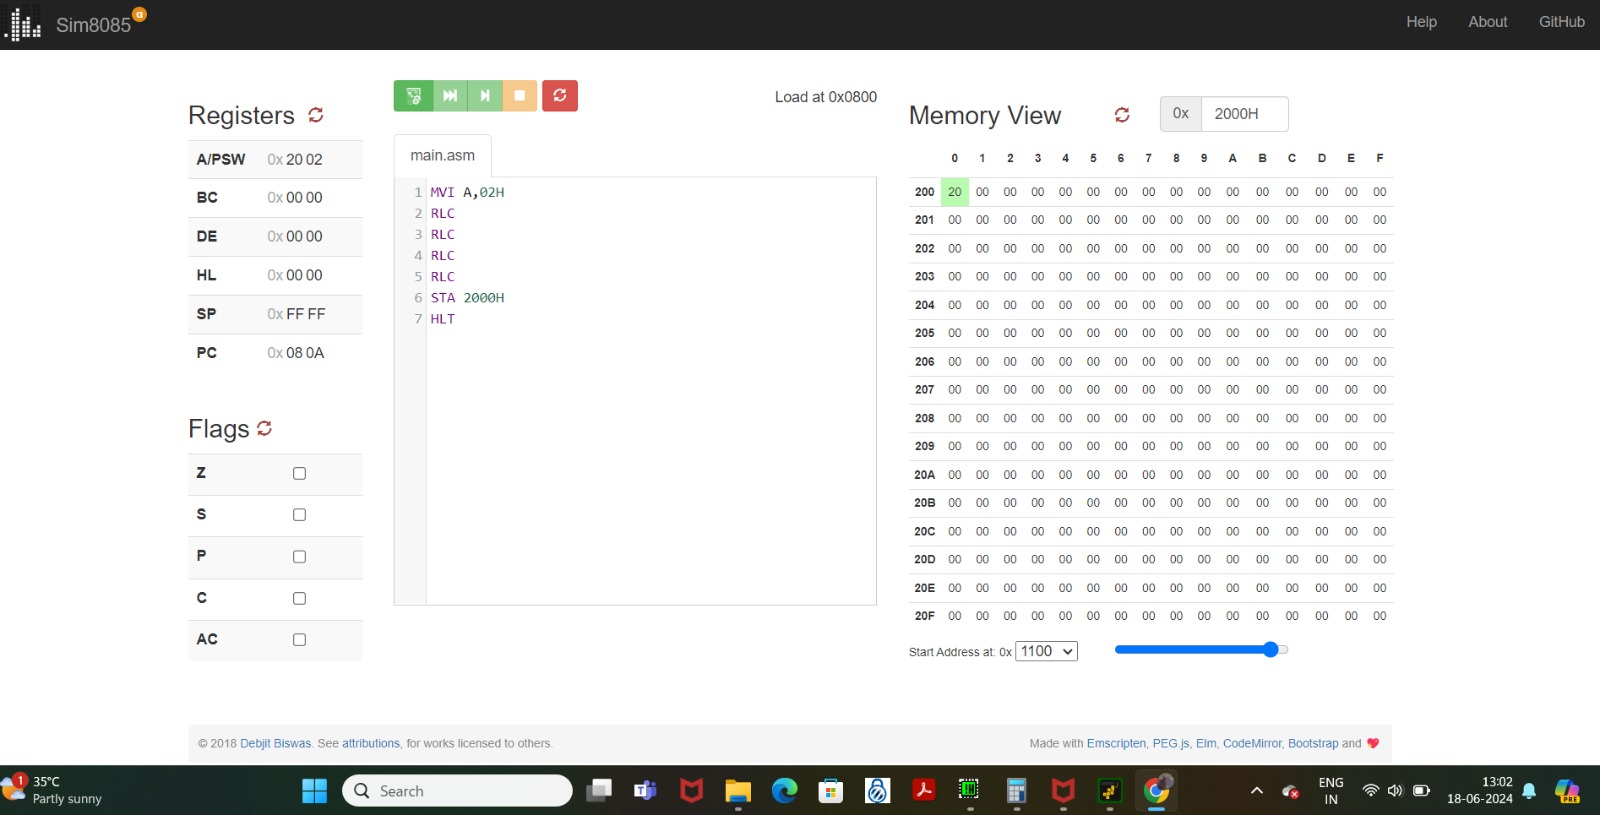 Sim8085 α
Help About GitHub
Registers
A/PSW 0x 20 02
BC 0x 00 00
DE 0x 00 00
HL 0x 00 00
SP 0x FF FF
PC 0x 08 0A
Flags
Z
S
P
C
AC
Load at 0x0800
main.asm
1 MVI A,02H
2 RLC
3 RLC
4 RLC
5 RLC
6 STA 2000H
7 HLT
Memory View 0x 2000H
0 1 2 3 4 5 6 7 8 9 A B C D E F
200 20 00 00 00 00 00 00 00 00 00 00 00 00 00 00 00
201 00 00 00 00 00 00 00 00 00 00 00 00 00 00 00 00
202 00 00 00 00 00 00 00 00 00 00 00 00 00 00 00 00
203 00 00 00 00 00 00 00 00 00 00 00 00 00 00 00 00
204 00 00 00 00 00 00 00 00 00 00 00 00 00 00 00 00
205 00 00 00 00 00 00 00 00 00 00 00 00 00 00 00 00
206 00 00 00 00 00 00 00 00 00 00 00 00 00 00 00 00
207 00 00 00 00 00 00 00 00 00 00 00 00 00 00 00 00
208 00 00 00 00 00 00 00 00 00 00 00 00 00 00 00 00
209 00 00 00 00 00 00 00 00 00 00 00 00 00 00 00 00
20A 00 00 00 00 00 00 00 00 00 00 00 00 00 00 00 00
20B 00 00 00 00 00 00 00 00 00 00 00 00 00 00 00 00
20C 00 00 00 00 00 00 00 00 00 00 00 00 00 00 00 00
20D 00 00 00 00 00 00 00 00 00 00 00 00 00 00 00 00
20E 00 00 00 00 00 00 00 00 00 00 00 00 00 00 00 00
20F 00 00 00 00 00 00 00 00 00 00 00 00 00 00 00 00
Start Address at: 0x 1100
© 2018 Debjit Biswas. See attributions, for works licensed to others.
Made with Emscripten, PEG.js, Elm, CodeMirror, Bootstrap and
1
35°C
Partly sunny
Search
ENG
IN
13:02
18-06-2024
PRE